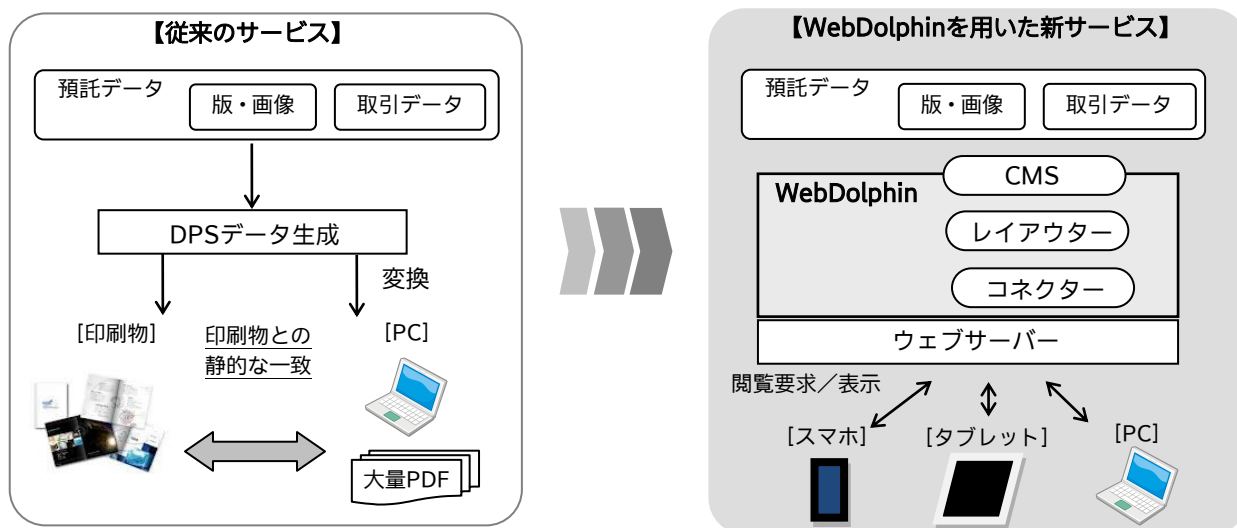 【従来のサービス】
預託データ
版・画像
取引データ
DPSデータ生成
変換
[印刷物]
印刷物との
静的な一致
[PC]
大量PDF
【WebDolphinを用いた新サービス】
預託データ
版・画像
取引データ
CMS
WebDolphin
レイアウター
コネクター
ウェブサーバー
閲覧要求／表示
[スマホ]
[タブレット]
[PC]